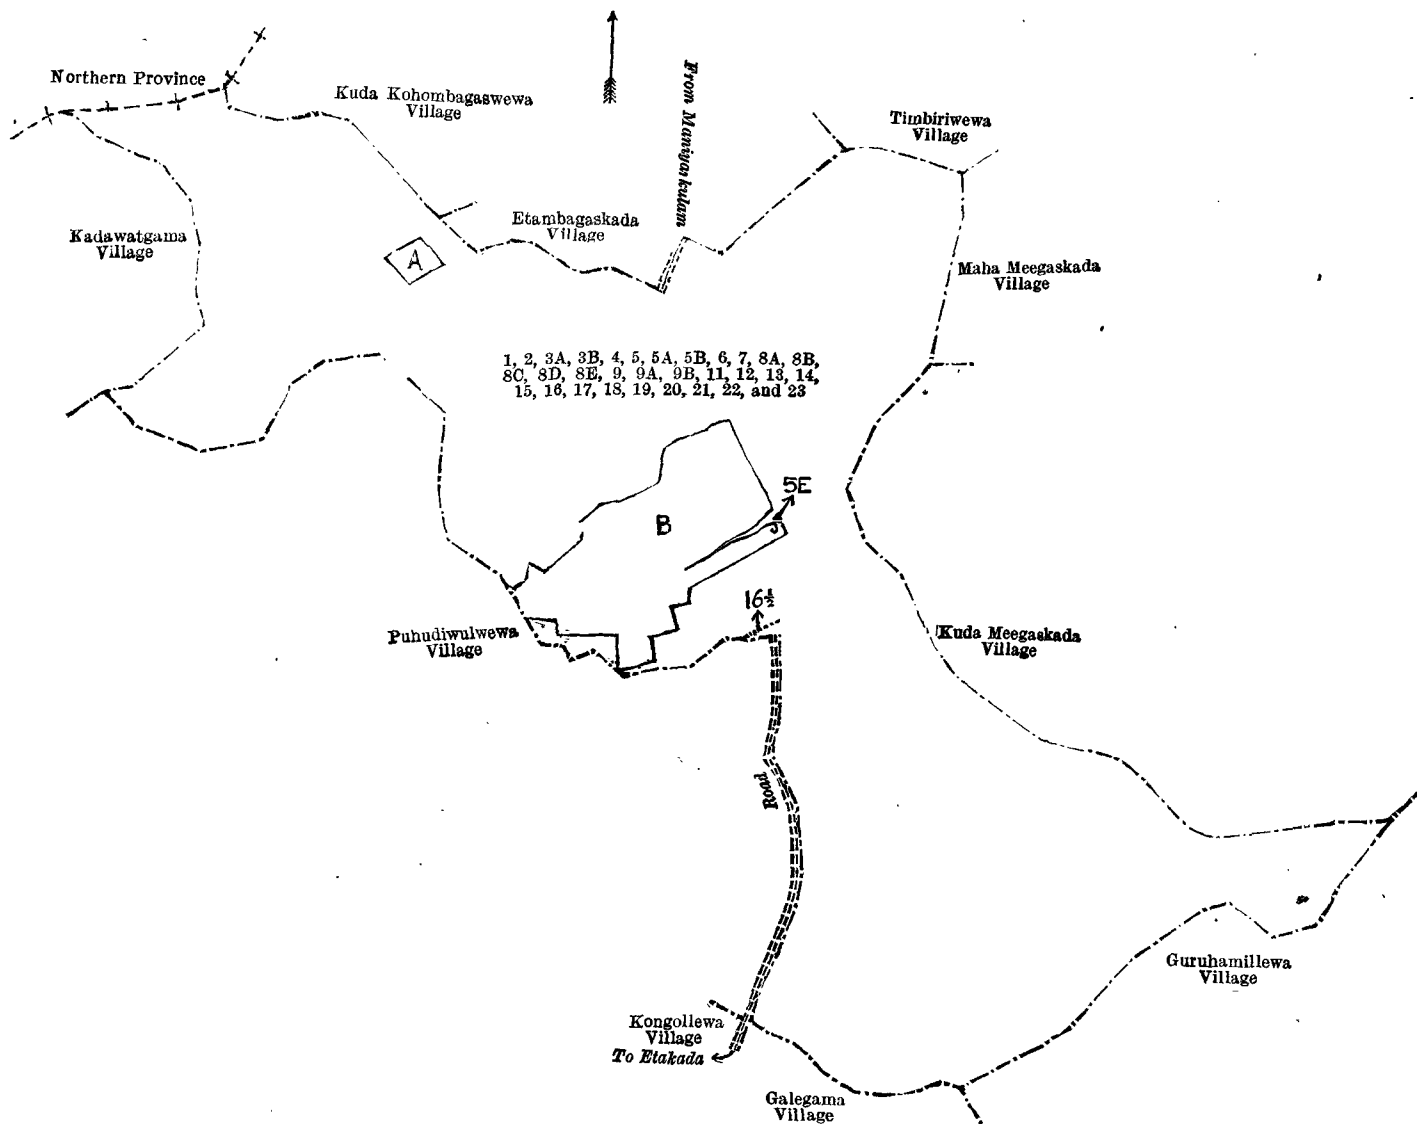 Northern Province
Kuda Kohombagaswewa
Village
From Maniyankulam
Timbiriwewa
Village
Kadawatgama
Village
Etambagaskada
Village
A
Maha Meegaskada
Village
1, 2, 3A, 3B, 4, 5, 5A, 5B, 6, 7, 8A, 8B,
8C, 8D, 8E, 9, 9A, 9B, 11, 12, 13, 14,
15, 16, 17, 18, 19, 20, 21, 22, and 23
5E
B
16½
Puhudiwulwewa
Village
Kuda Meegaskada
Village
Road
Guruhamillewa
Village
Kongollewa
Village
To Etakada
Galegama
Village